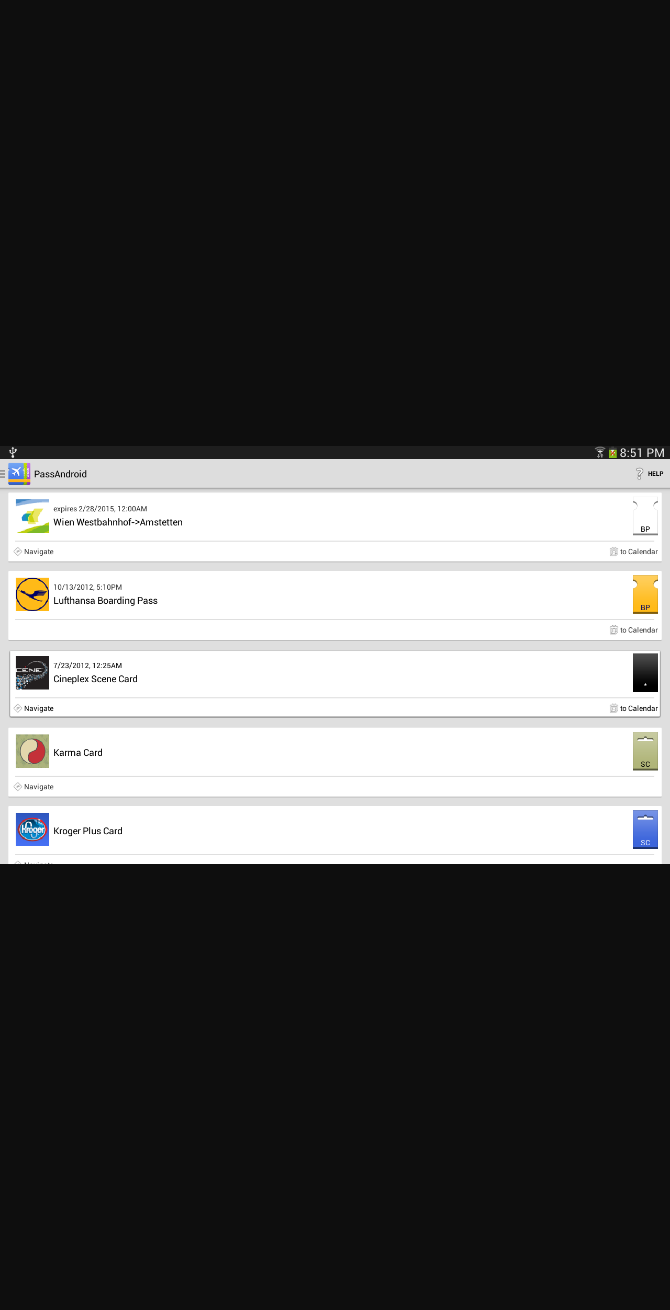 8:51 PM
PassAndroid
HELP
expires 2/28/2015, 12:00AM
Wien Westbahnhof->Amstetten
BP
Navigate
to Calendar
10/13/2012, 5:10PM
Lufthansa Boarding Pass
BP
to Calendar
SCENE
7/23/2012, 12:25AM
Cineplex Scene Card
Navigate
to Calendar
Karma Card
SC
Navigate
Kroger
Kroger Plus Card
SC